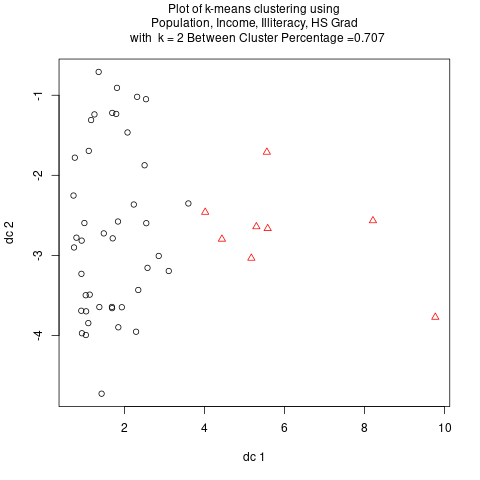 Plot of k-means clustering using
Population, Income, Illiteracy, HS Grad
with  k = 2 Between Cluster Percentage =0.707
-1
-2
-3
-4
dc 2
2
4
6
8
10
dc 1